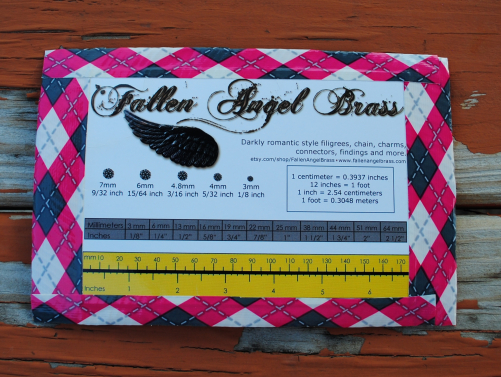 Fallen Angel Brass
Darkly romantic style filigrees, chain, charms,
connectors, findings and more.
etsy.com/shop/FallenAngelBrass•www.fallenangelbrass.com
7mm 6mm 4.8mm 4mm 3mm
9/32 inch 15/64 inch 3/16 inch 5/32 inch 1/8 inch
1 centimeter = 0.3937 inches
12 inches = 1 foot
1 inch = 2.54 centimeters
1 foot = 0.3048 meters
Millimeters 3 mm 6 mm 13 mm 16 mm 19 mm 22 mm 25 mm 38 mm 44 mm 51 mm 64 mm
Inches 1/8" 1/4" 1/2" 5/8" 3/4" 7/8" 1" 1 1/2" 1 3/4" 2" 2 1/2"
mm 10 20 30 40 50 60 70 80 90 100 110 120 130 140 150 160 170
inches 1 2 3 4 5 6